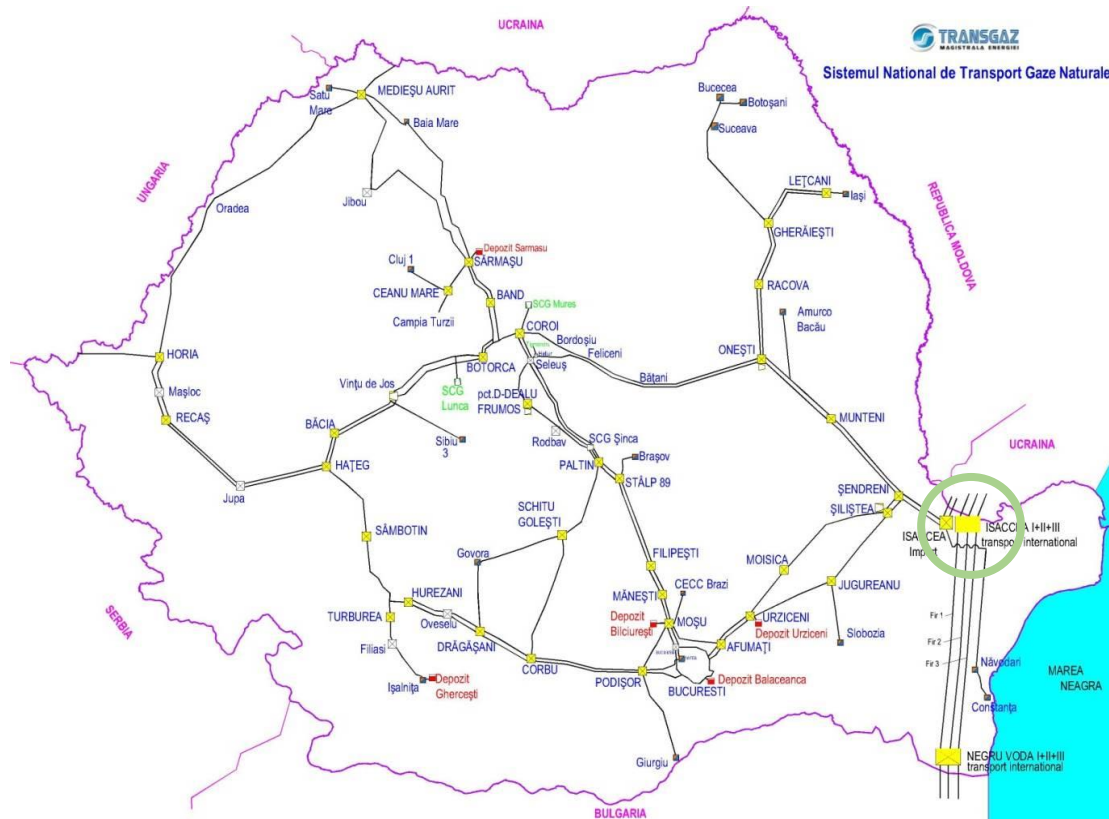 UCRAINA
TRANSGAZ
MAGISTRALA ENERGIEI
Sistemul National de Transport Gaze Naturale
Satu
Mare
MEDIEŞU AURIT
Baia Mare
Bucecea
Botoşani
Suceava
UNGARIA
Oradea
Jibou
LEŢCANI
Iaşi
GHERĂIEŞTI
REPUBLICA MOLDOVA
Depozit Sarmasu
Cluj 1
SĂRMAŞU
CEANU MARE
BAND
Campia Turzii
SCG Mures
RACOVA
Amurco
Bacău
COROI
Bordoşiu
HORIA
BOTORCA
Seleuş
Feliceni
ONEŞTI
Maşloc
Vinţu de Jos
SCG
Lunca
pct.D-DEALU
FRUMOS
Băţani
RECAŞ
BĂCIA
Sibiu
3
Rodbav
SCG Şinca
MUNTENI
HAŢEG
PALTIN
Braşov
UCRAINA
Jupa
STÂLP 89
ŞENDRENI
ŞILIŞTEA
SCHITU
GOLEŞTI
ISACCEA
Import
ISACCEA I+II+III
transport international
SÂMBOTIN
Govora
FILIPEŞTI
MOISICA
JUGUREANU
CECC Brazi
MĂNEŞTI
HUREZANI
SERBIA
TURBUREA
Oveselu
Depozit
Bilciureşti
MOŞU
URZICENI
Depozit Urziceni
Slobozia
Fir 1
Fir 2
Fir 3
Filiasi
DRĂGĂŞANI
AFUMAŢI
CORBU
PODIŞOR
BUCURESTI
Depozit Balaceanca
Năvodari
MAREA
NEAGRA
Işalniţa
Depozit
Gherceşti
Constanţa
Giurgiu
NEGRU VODA I+II+III
transport international
BULGARIA